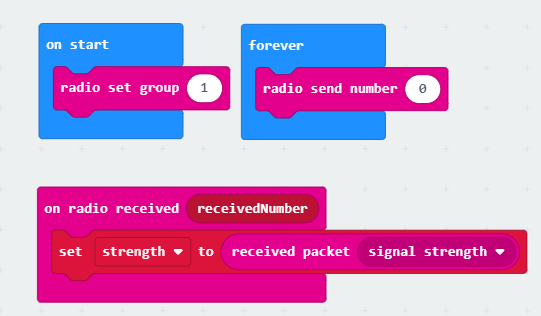 on start
radio set group 1
forever
radio send number 0
on radio received receivedNumber
set strength to received packet signal strength